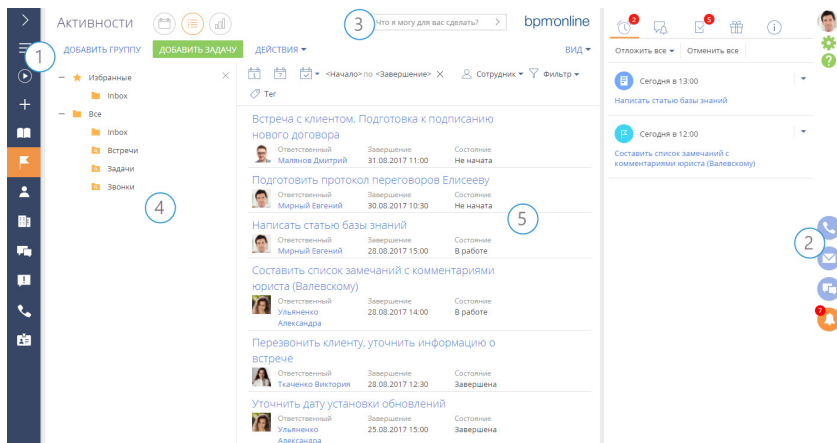 Активности
3
Что я могу для вас сделать?
bpmonline
1
ДОБАВИТЬ ГРУППУ
ДОБАВИТЬ ЗАДАЧУ
ДЕЙСТВИЯ
ВИД
Избранные
Inbox
Все
Inbox
Встречи
Задачи
Звонки
4
1
7
<Начало> по <Завершение>
Сотрудник
Фильтр
Тег
Встреча с клиентом. Подготовка к подписанию
нового договора
Ответственный Завершение Состояние
Малянов Дмитрий 31.08.2017 11:00 Не начата
Подготовить протокол переговоров Елисееву
Ответственный Завершение Состояние
Мирный Евгений 30.08.2017 10:30 Не начата
5
Написать статью базы знаний
Ответственный Завершение Состояние
Мирный Евгений 28.08.2017 15:00 В работе
Составить список замечаний с комментариями
юриста (Валевскому)
Ответственный Завершение Состояние
Ульяненко 28.08.2017 14:00 В работе
Александра
Перезвонить клиенту, уточнить информацию о
встрече
Ответственный Завершение Состояние
Ткаченко Виктория 28.08.2017 12:30 Завершена
Уточнить дату установки обновлений
Ответственный Завершение Состояние
Ульяненко 25.08.2017 15:00 Завершена
Александра
2
5
Отложить все Отменить все
Сегодня в 13:00
Написать статью базы знаний
Сегодня в 12:00
Составить список замечаний с
комментариями юриста (Валевскому)
?
2
7